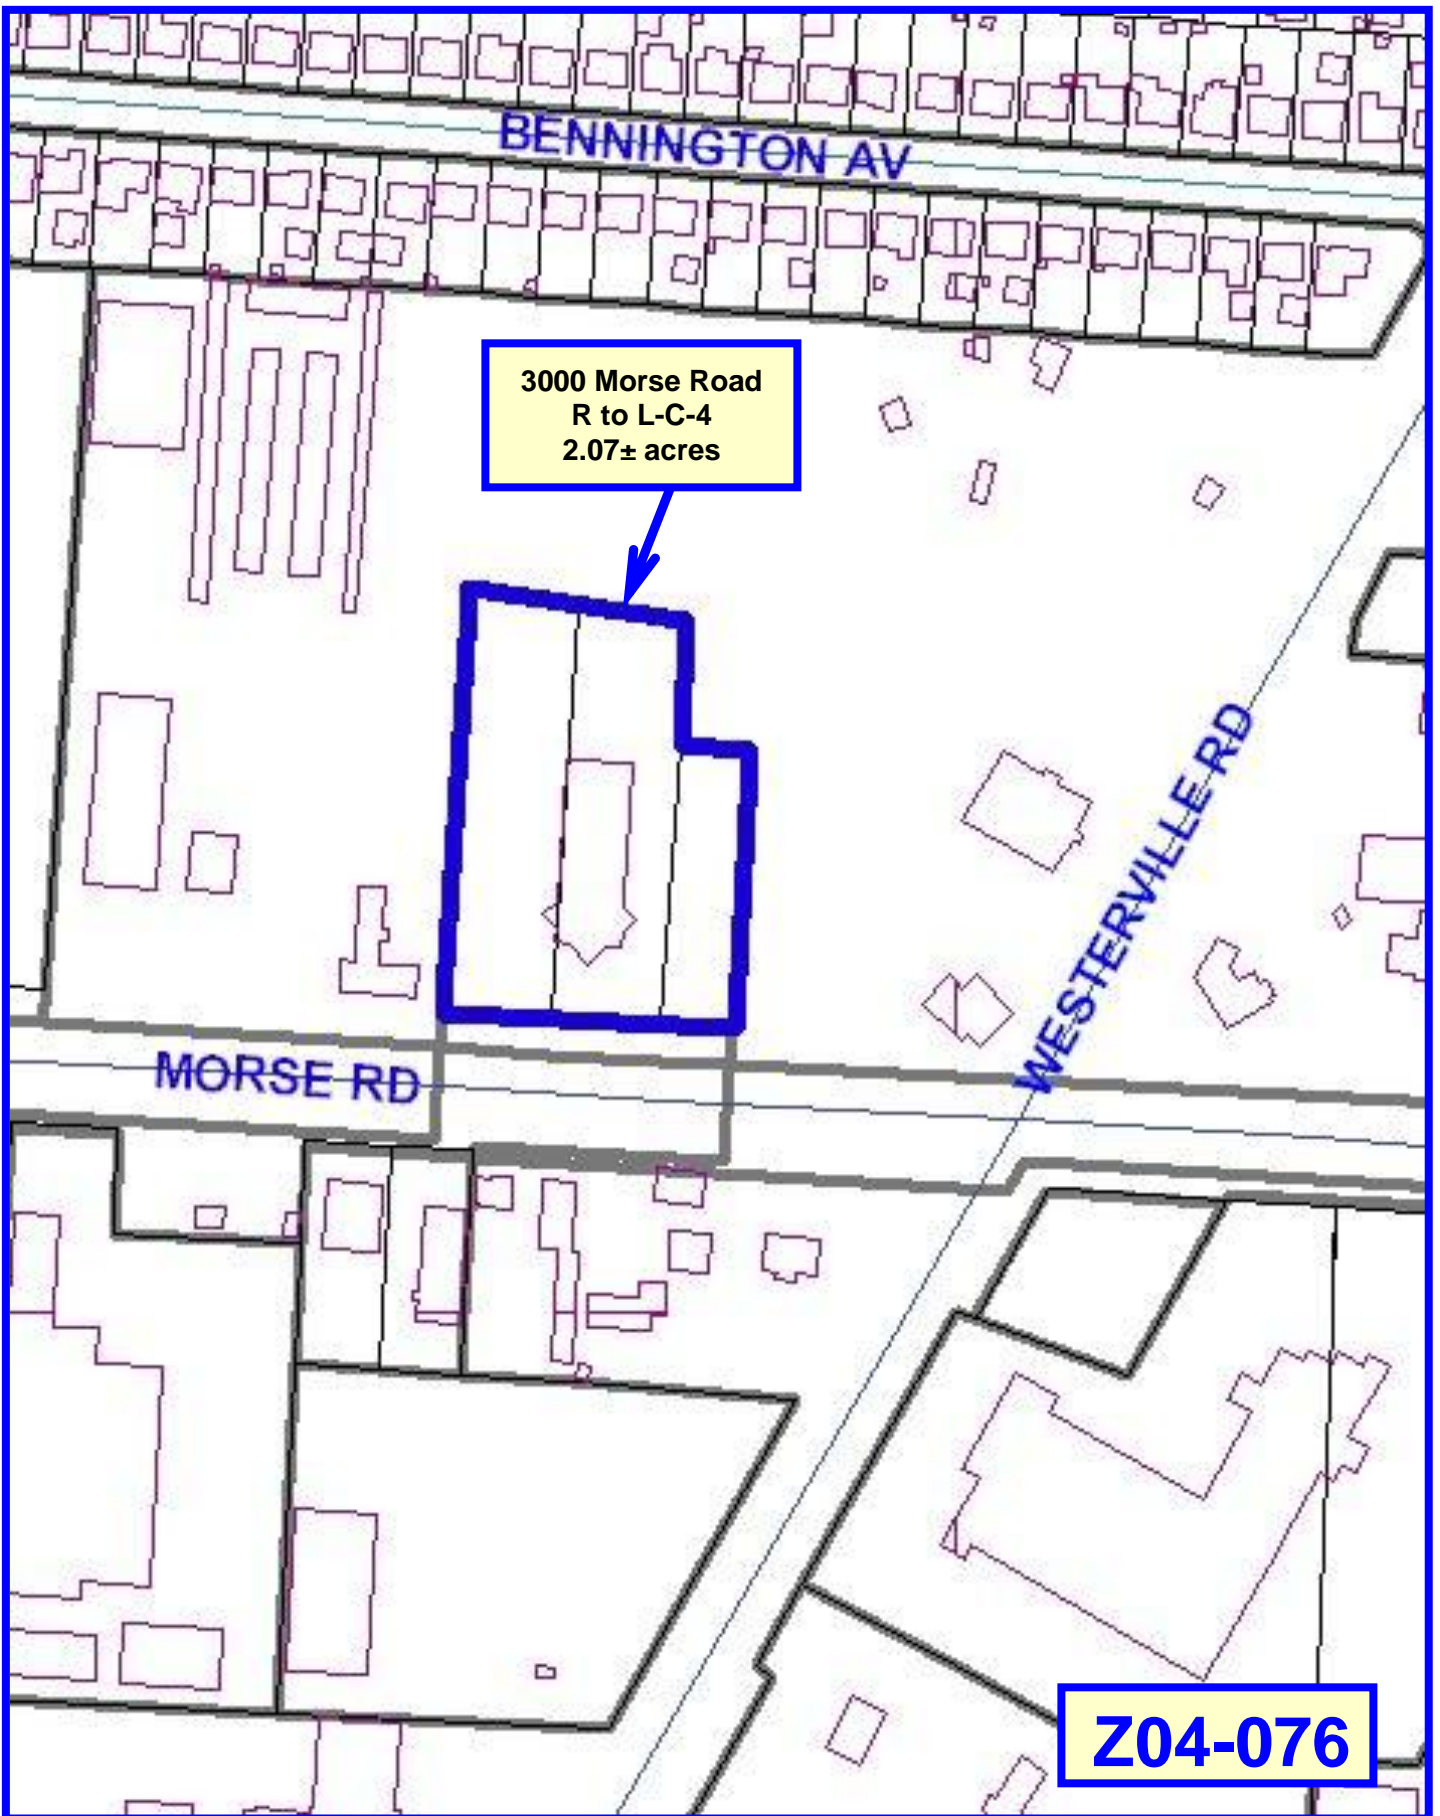 BENNINGTON AV
3000 Morse Road
R to L-C-4
2.07± acres
WESTERVILLE RD
MORSE RD
Z04-076